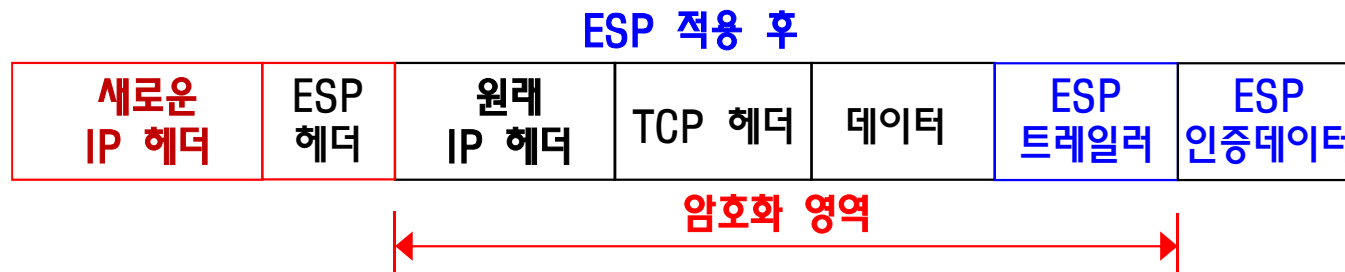 ESP 적용 후
새로운
IP 헤더
ESP
헤더
원래
IP 헤더
TCP 헤더
데이터
ESP
트레일러
ESP
인증데이터
암호화 영역